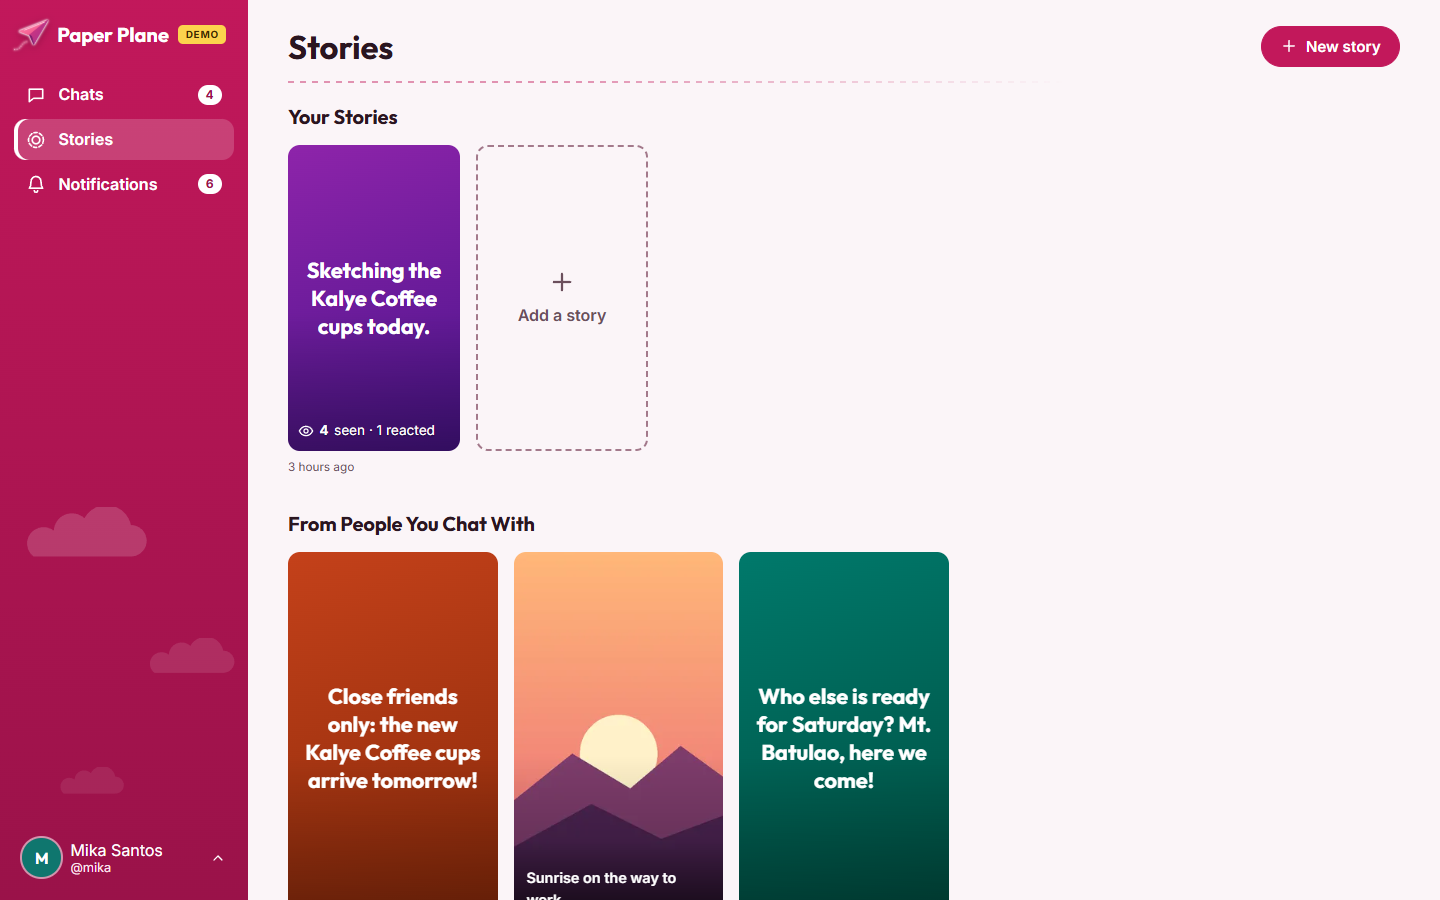 Paper Plane DEMO
Chats 4
Stories
Notifications 6
Mika Santos
@mika
Stories
New story
Your Stories
Sketching the
Kalye Coffee
cups today.
4 seen · 1 reacted
3 hours ago
Add a story
From People You Chat With
Close friends
only: the new
Kalye Coffee cups
arrive tomorrow!
Sunrise on the way to
work
Who else is ready
for Saturday? Mt.
Batulao, here we
come!
M